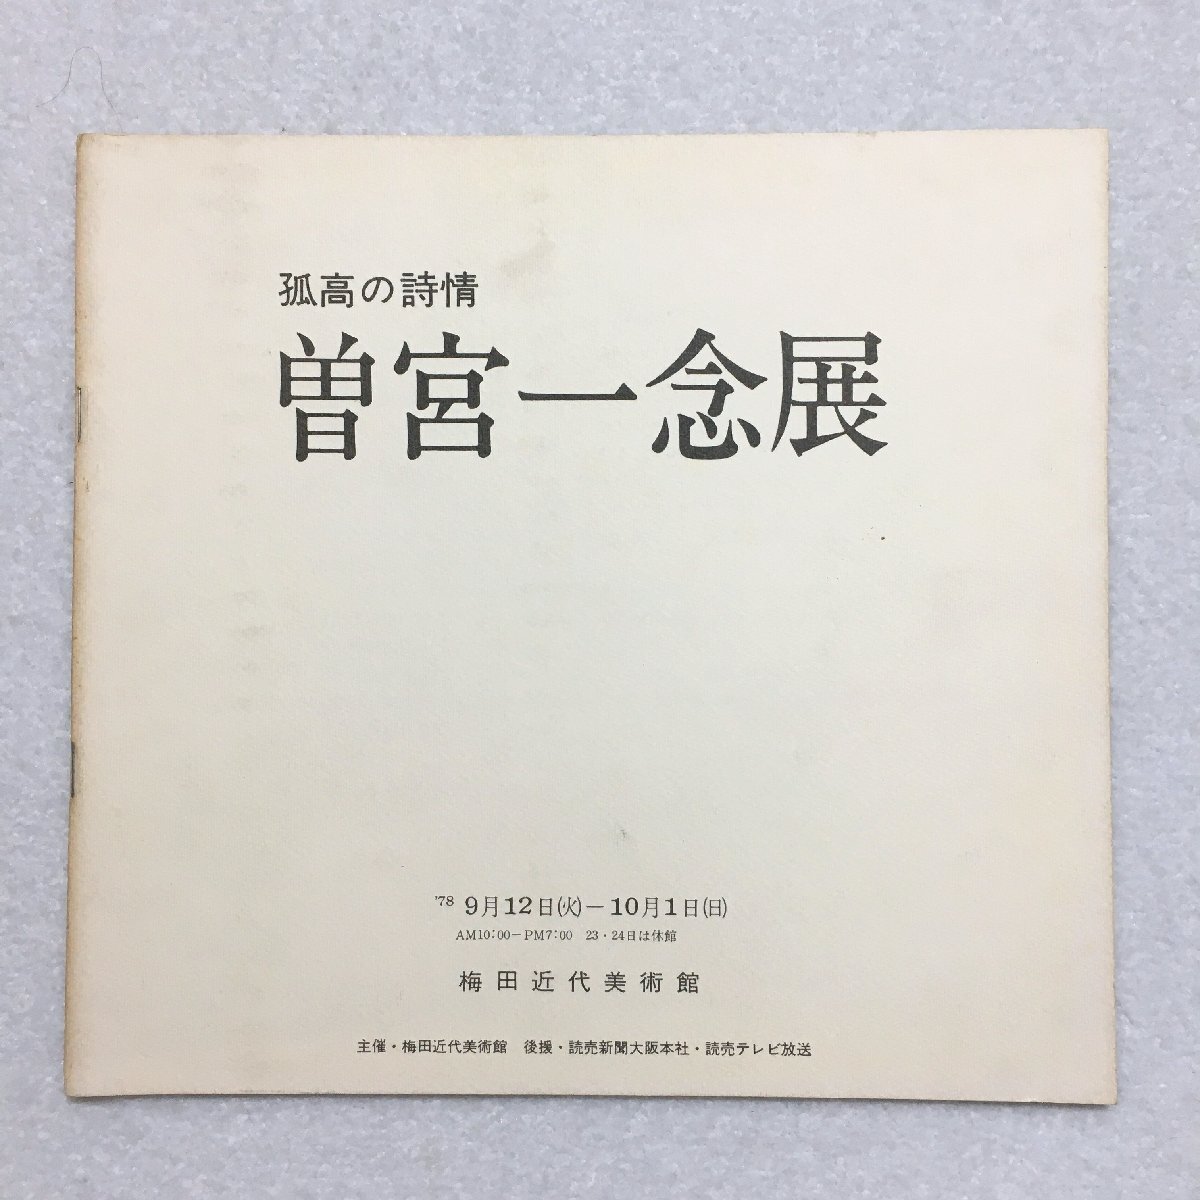 孤高の詩情
曽宮一念展
'78 9月12日(火)－10月1日(日)
AM10:00－PM7:00 23・24日は休館
梅田近代美術館
主催・梅田近代美術館 後援・読売新聞大阪本社・読売テレビ放送